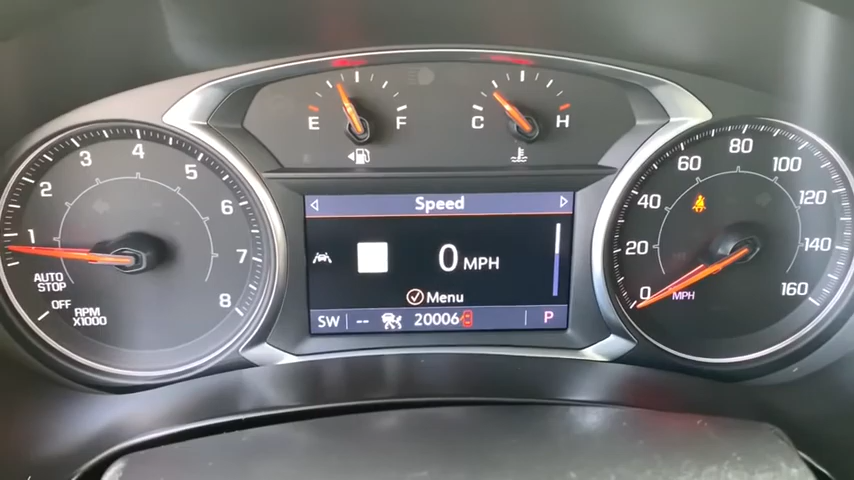 E
F
C
H
1
2
3
4
5
6
7
8
AUTO
STOP
OFF
RPM
X1000
Speed
0 MPH
Menu
SW -- 20006 P
0
20
40
60
80
100
120
140
160
MPH